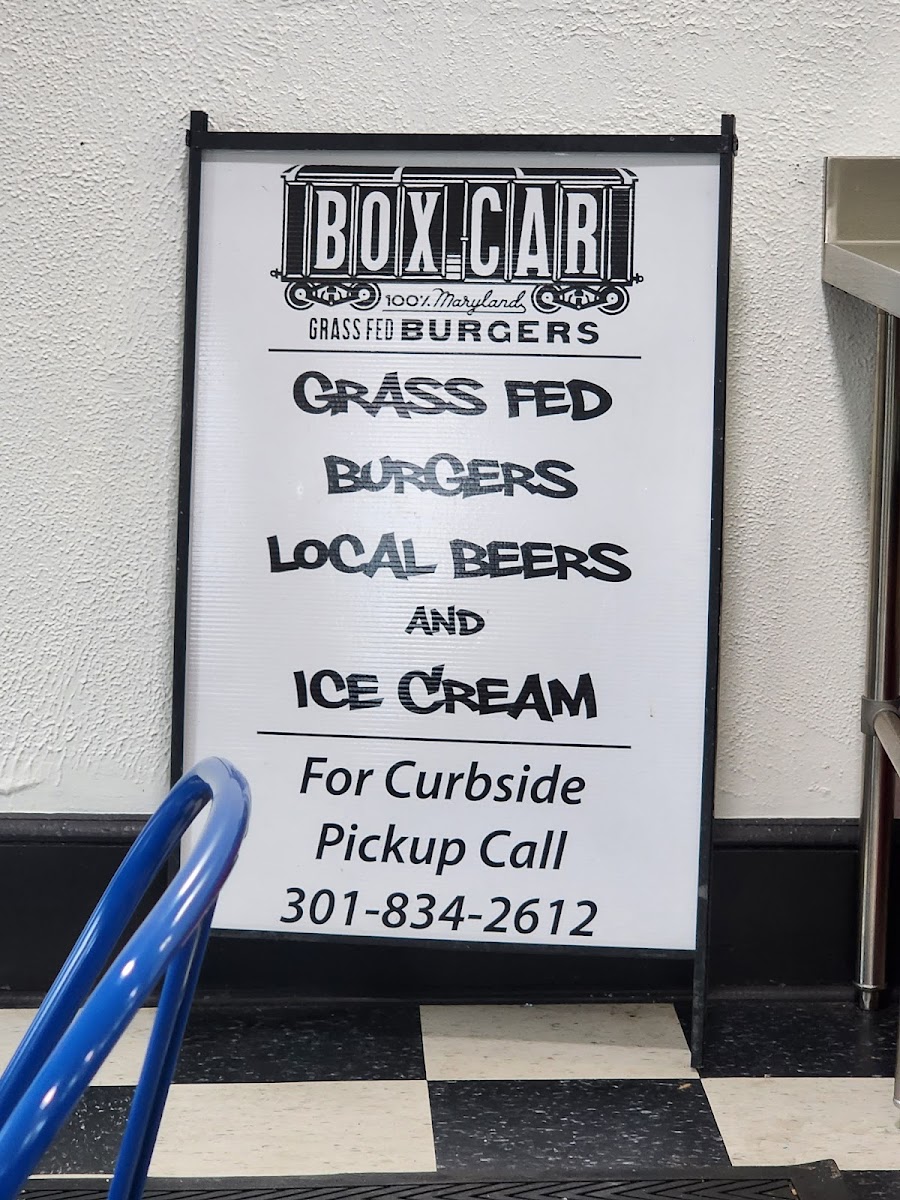 BOX CAR
100% Maryland
GRASS FED BURGERS
GRASS FED
BURGERS
LOCAL BEERS
AND
ICE CREAM
For Curbside
Pickup Call
301-834-2612